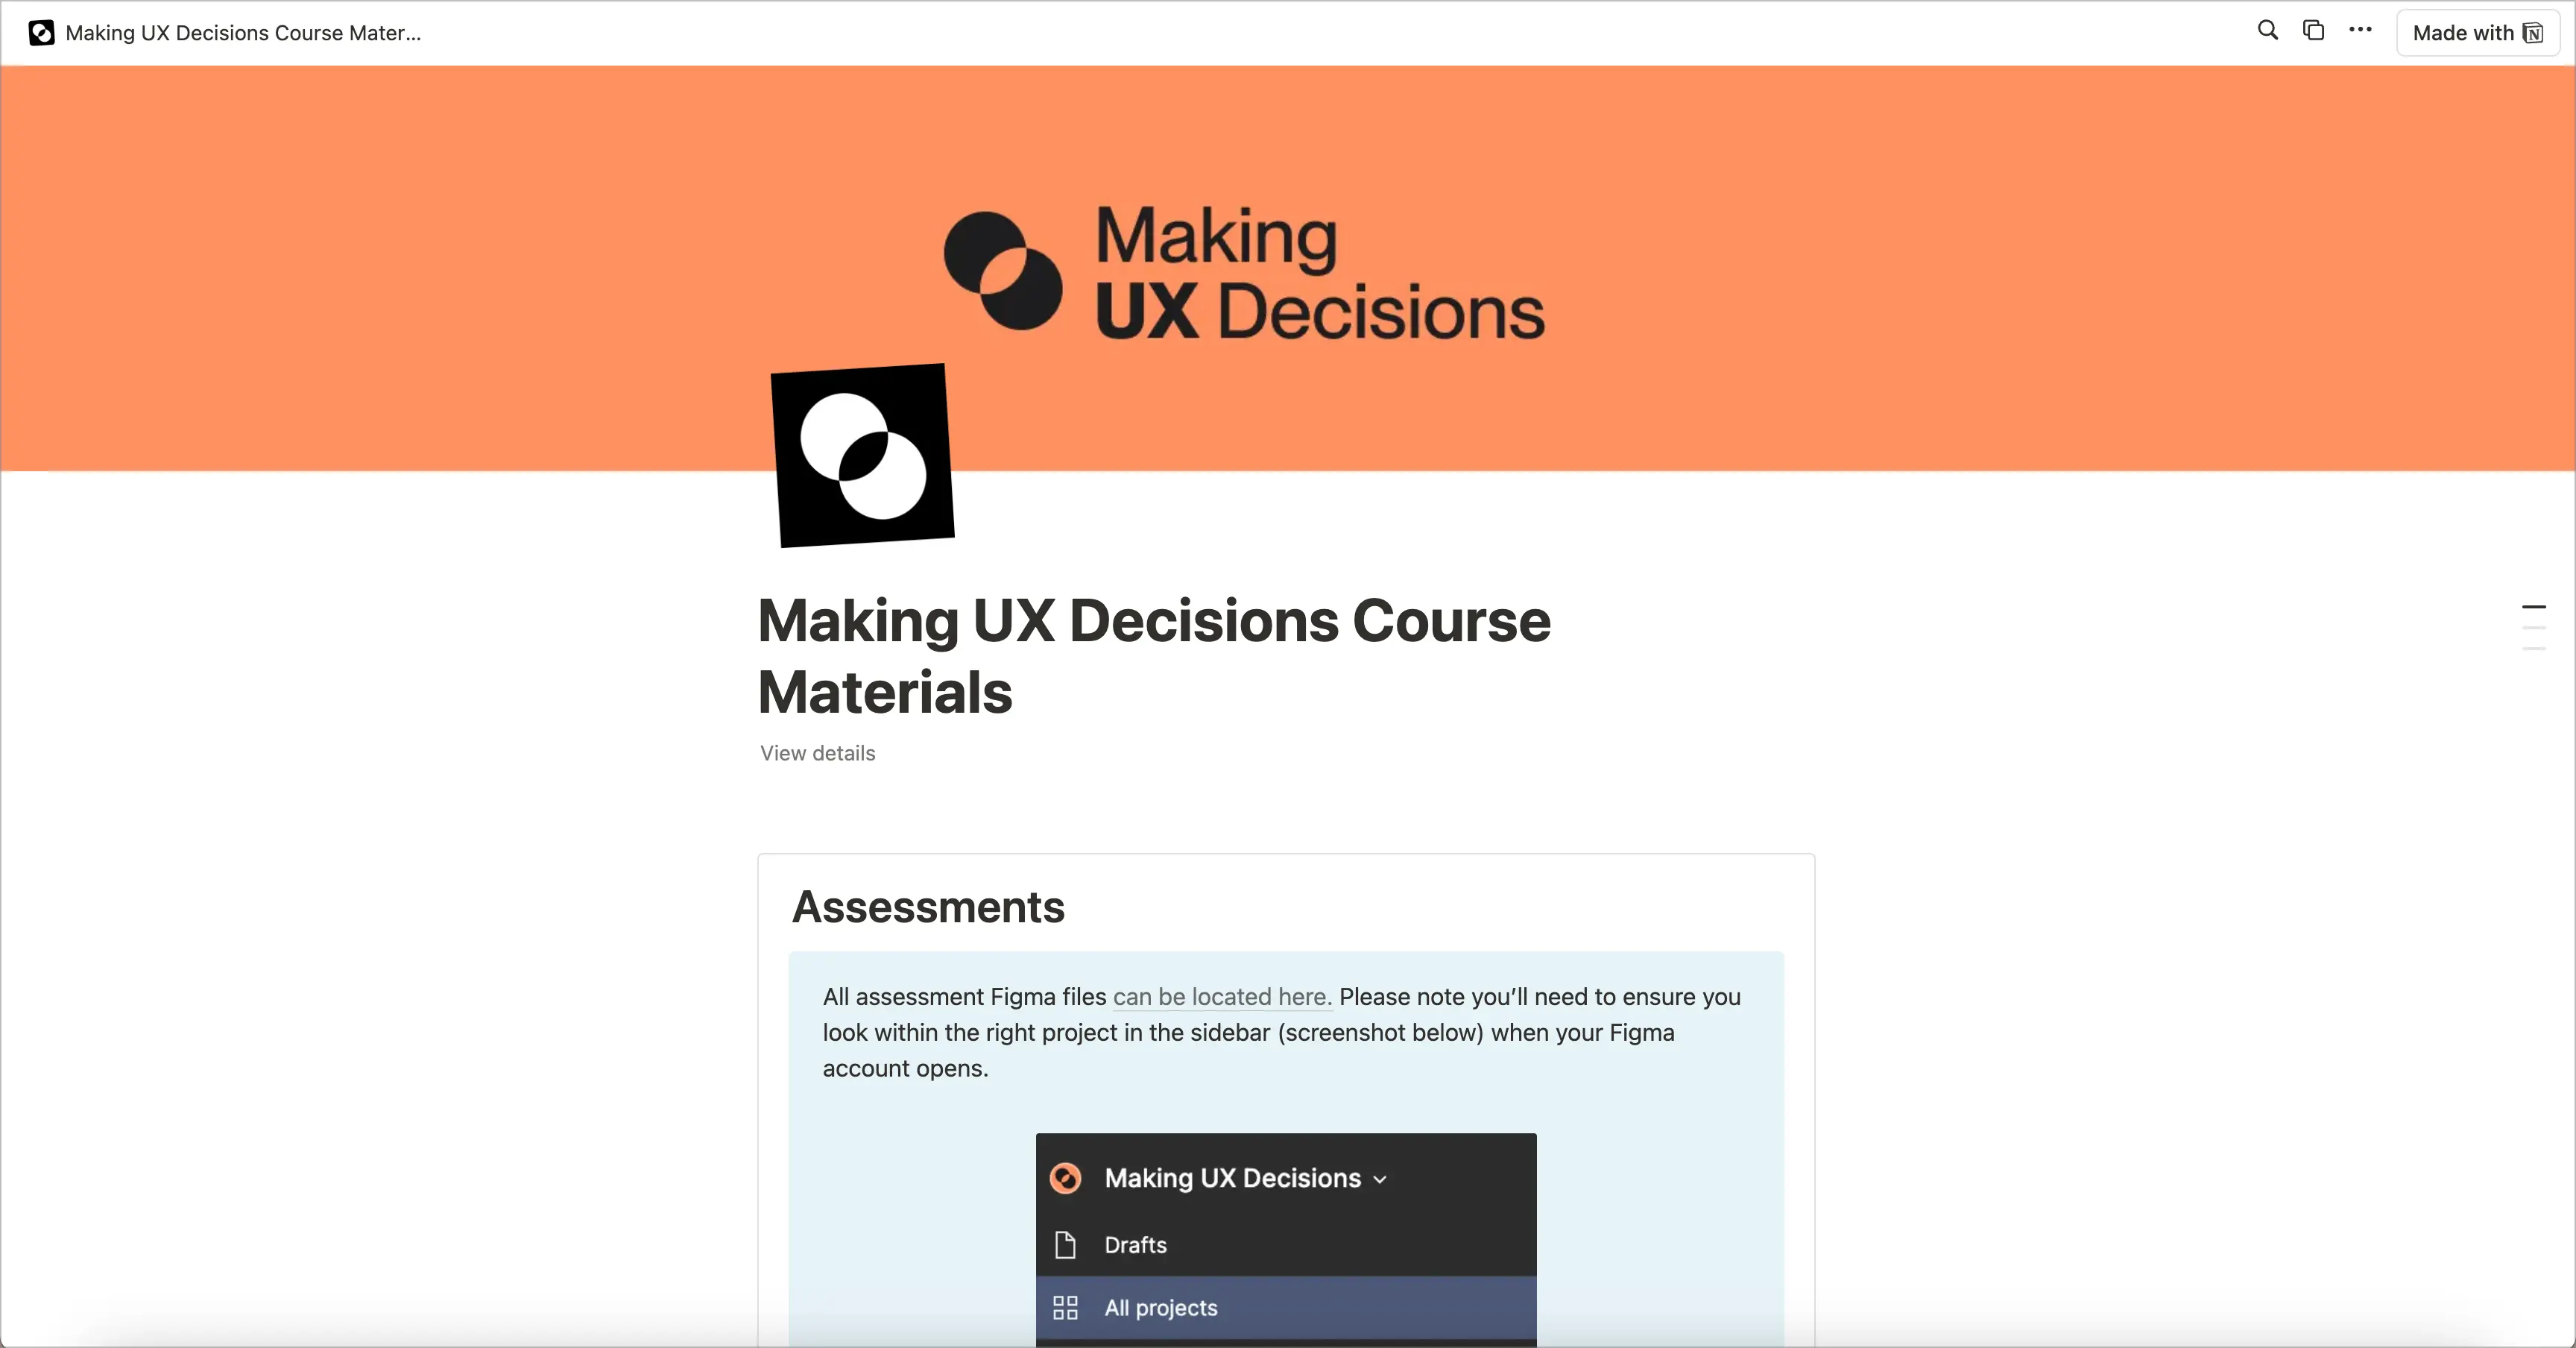 Making UX Decisions Course Mater...
Made with
Making
UX Decisions
Making UX Decisions Course
Materials
View details
Assessments
All assessment Figma files can be located here. Please note you’ll need to ensure you
look within the right project in the sidebar (screenshot below) when your Figma
account opens.
Making UX Decisions
Drafts
All projects